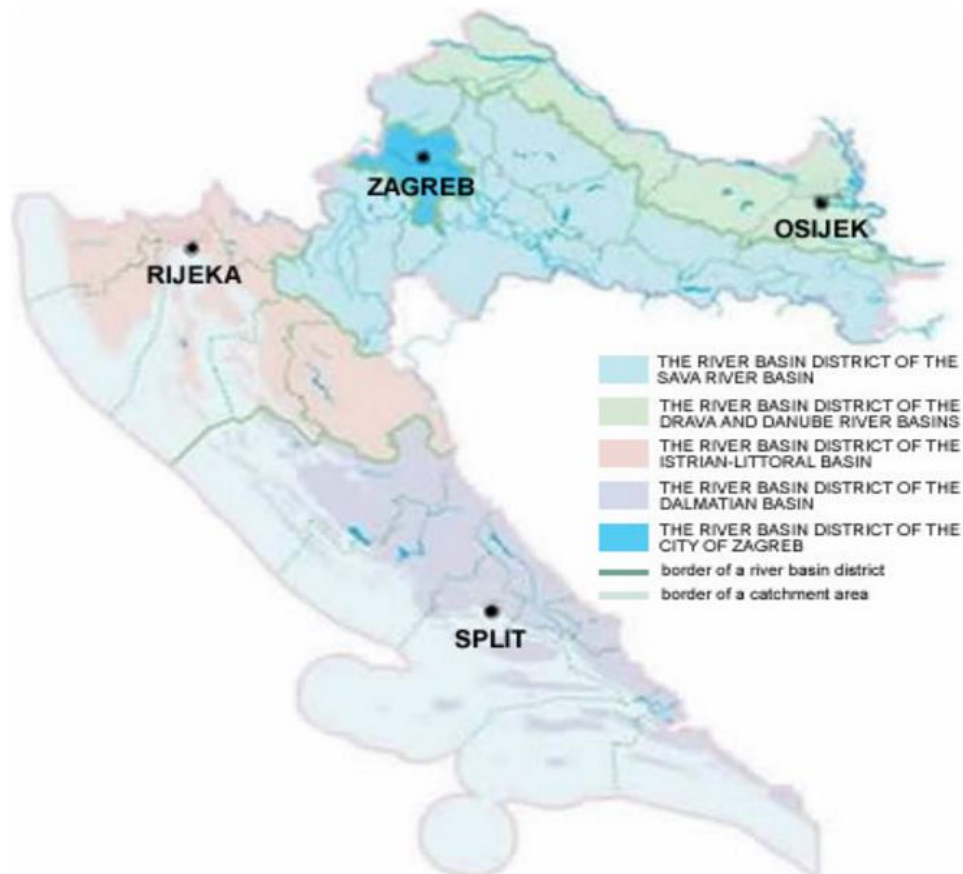 ZAGREB
OSIJEK
RIJEKA
THE RIVER BASIN DISTRICT OF THE
SAVA RIVER BASIN
THE RIVER BASIN DISTRICT OF THE
DRAVA AND DANUBE RIVER BASINS
THE RIVER BASIN DISTRICT OF THE
ISTRIAN-LITTORAL BASIN
THE RIVER BASIN DISTRICT OF THE
DALMATIAN BASIN
THE RIVER BASIN DISTRICT OF THE
CITY OF ZAGREB
border of a river basin district
border of a catchment area
SPLIT